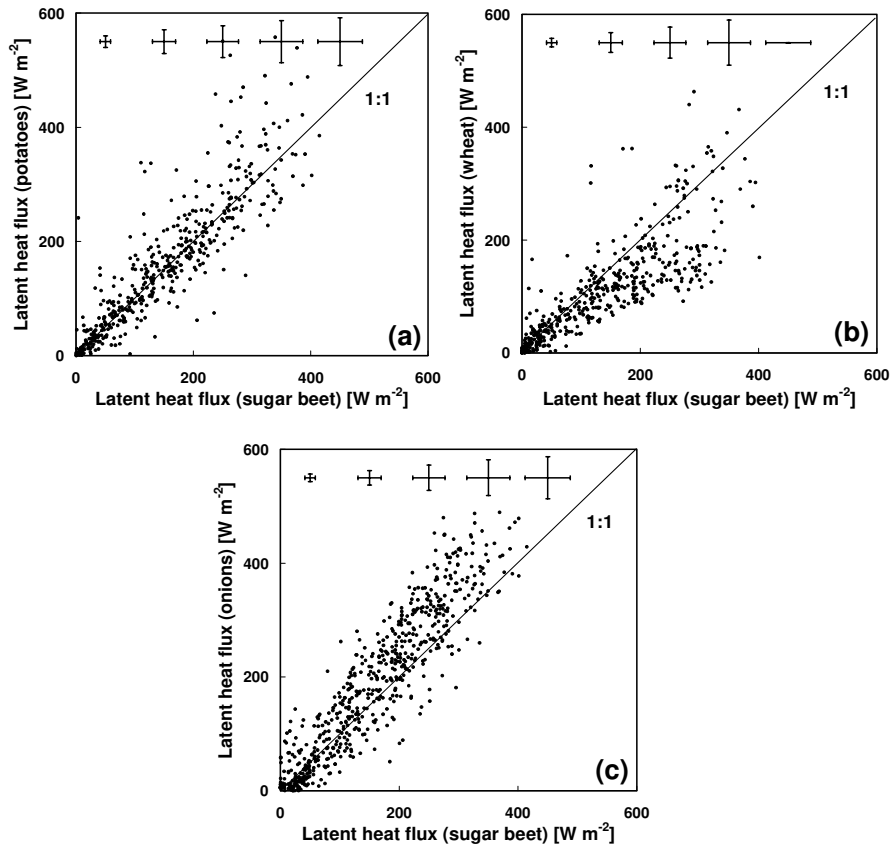 600
400
200
0
Latent heat flux (potatoes) [W m-2]
1:1
(a)
0 200 400 600
Latent heat flux (sugar beet) [W m-2]
600
400
200
0
Latent heat flux (wheat) [W m-2]
1:1
(b)
0 200 400 600
Latent heat flux (sugar beet) [W m-2]
600
400
200
0
Latent heat flux (onions) [W m-2]
1:1
(c)
0 200 400 600
Latent heat flux (sugar beet) [W m-2]